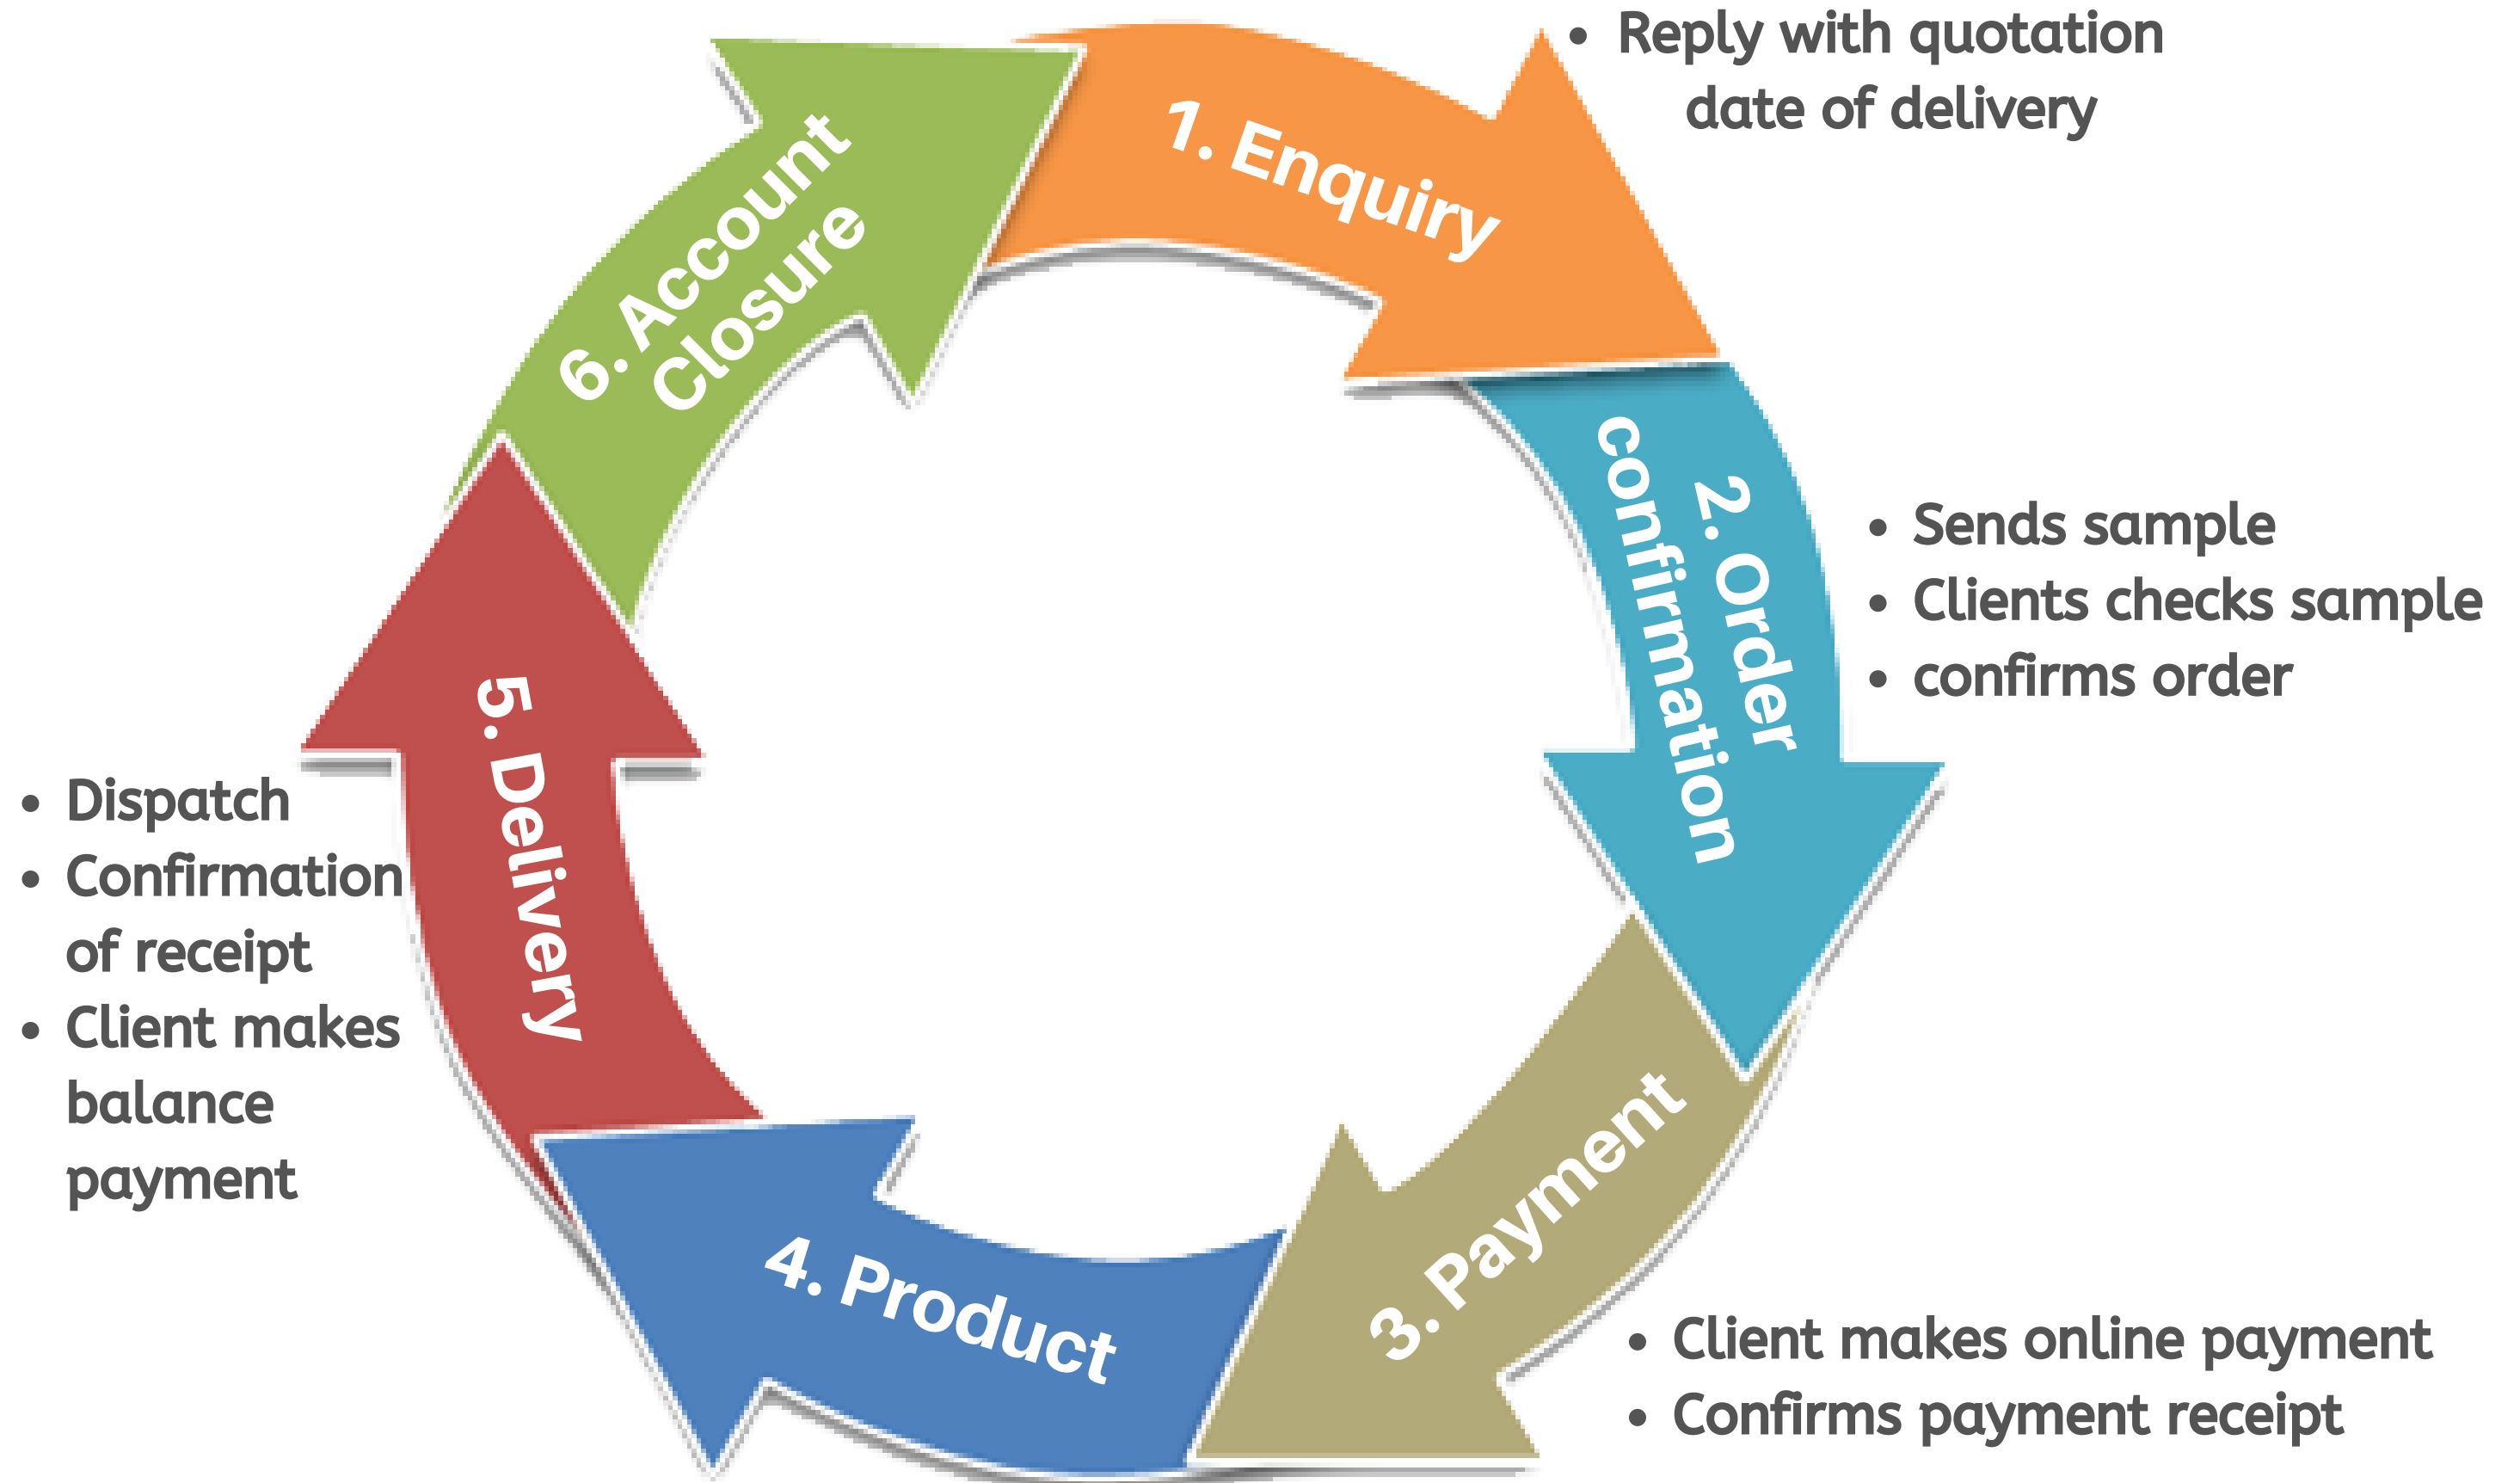 1. Enquiry
• Reply with quotation
date of delivery
2. Order
confirmation
• Sends sample
• Clients checks sample
• confirms order
3. Payment
• Client makes online payment
• Confirms payment receipt
4. Product
5. Delivery
• Dispatch
• Confirmation
of receipt
• Client makes
balance
payment
6. Account
Closure